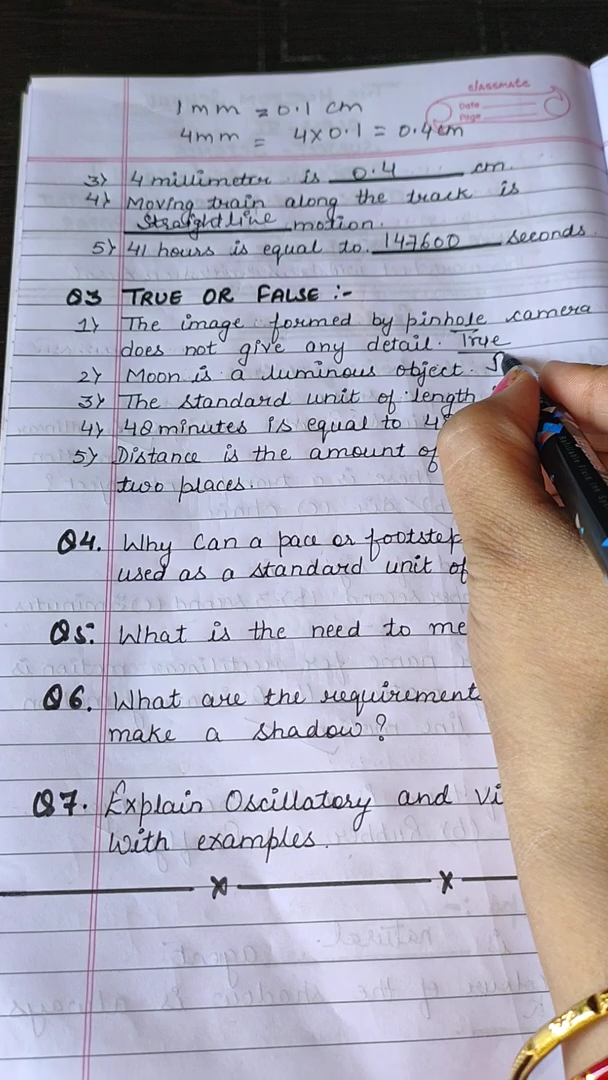 classmate
Date
Page
1 mm = 0.1 cm
4 mm = 4 x 0.1 = 0.4 cm
3) 4 millimeter is 0.4 cm.
4) Moving train along the track is
Straight line motion.
5) 41 hours is equal to 147600 seconds.
Q3 TRUE OR FALSE :-
1) The image formed by pinhole camera
does not give any detail. True
2) Moon is a luminous object.
3) The standard unit of length
4) 48 minutes is equal to
5) Distance is the amount of
two places.
Q4. Why can a pace or footstep
used as a standard unit of
Q5: What is the need to me
Q6. What are the requirement
make a shadow?
Q7. Explain Oscillatory and vi
with examples.